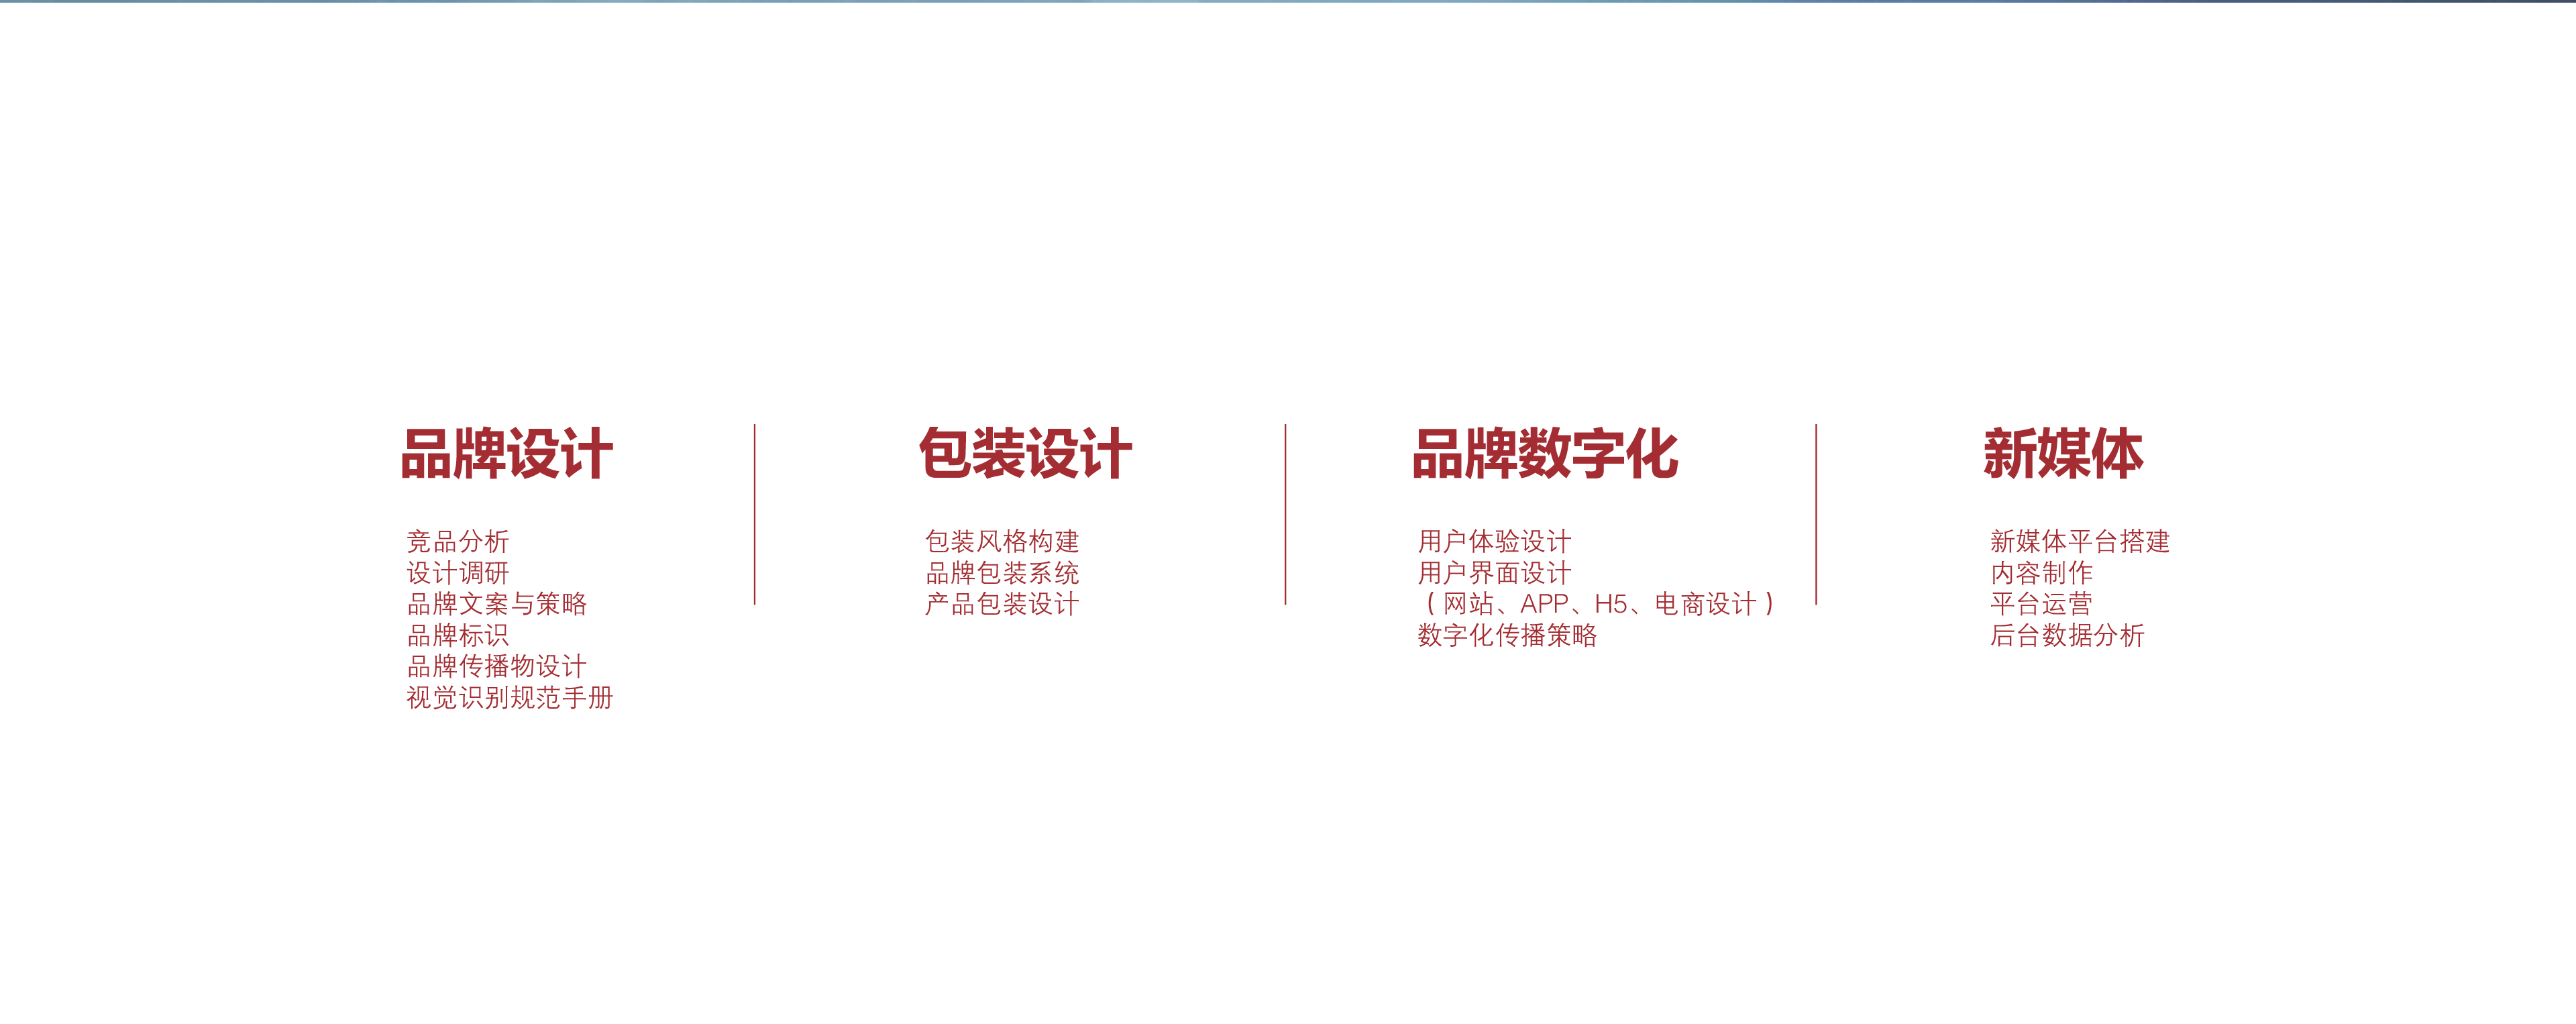 品牌设计
竞品分析
设计调研
品牌文案与策略
品牌标识
品牌传播物设计
视觉识别规范手册
包装设计
包装风格构建
品牌包装系统
产品包装设计
品牌数字化
用户体验设计
用户界面设计
（网站、APP、H5、电商设计）
数字化传播策略
新媒体
新媒体平台搭建
内容制作
平台运营
后台数据分析